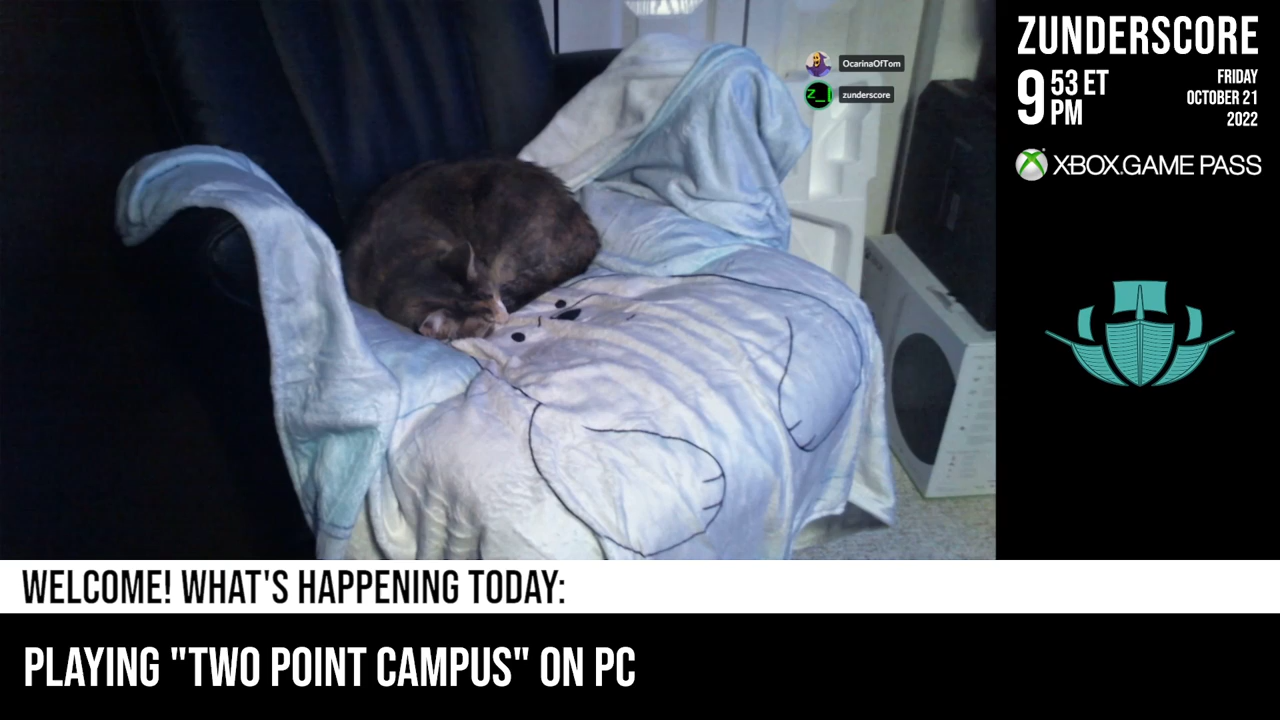 OcarinaOfTom
z_
zunderscore
ZUNDERSCORE
9 53 ET
PM
FRIDAY
OCTOBER 21
2022
XBOX GAME PASS
WELCOME! WHAT'S HAPPENING TODAY:
PLAYING "TWO POINT CAMPUS" ON PC